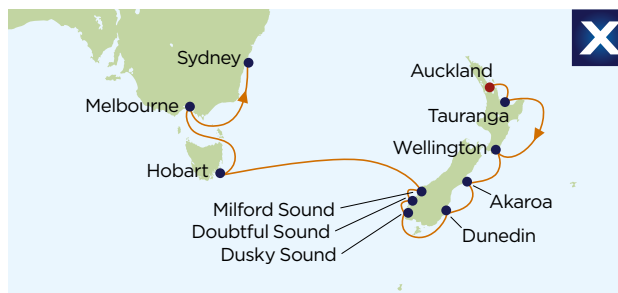 X
Sydney
Auckland
Melbourne
Tauranga
Wellington
Hobart
Akaroa
Milford Sound
Doubtful Sound
Dunedin
Dusky Sound